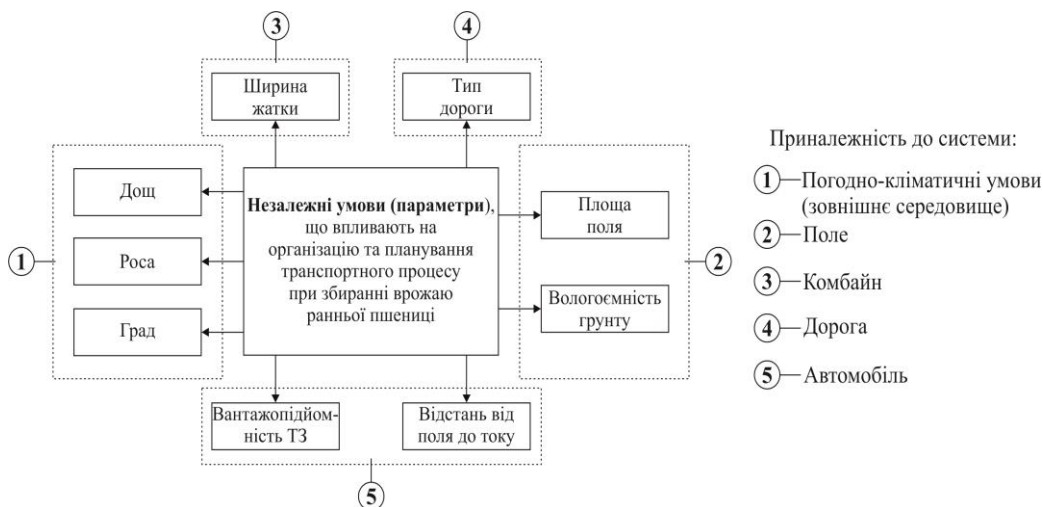 3
4
Ширина
жатки
Тип
дороги
Дощ
Роса
Град
1
Незалежні умови (параметри),
що впливають на
організацію та планування
транспортного процесу
при збиранні врожаю
ранньої пшениці
Площа
поля
Вологоємність
грунту
2
Вантажопідйом-
ність ТЗ
Відстань від
поля до току
5
Приналежність до системи:
1 Погодно-кліматичні умови
(зовнішнє середовище)
2 Поле
3 Комбайн
4 Дорога
5 Автомобіль